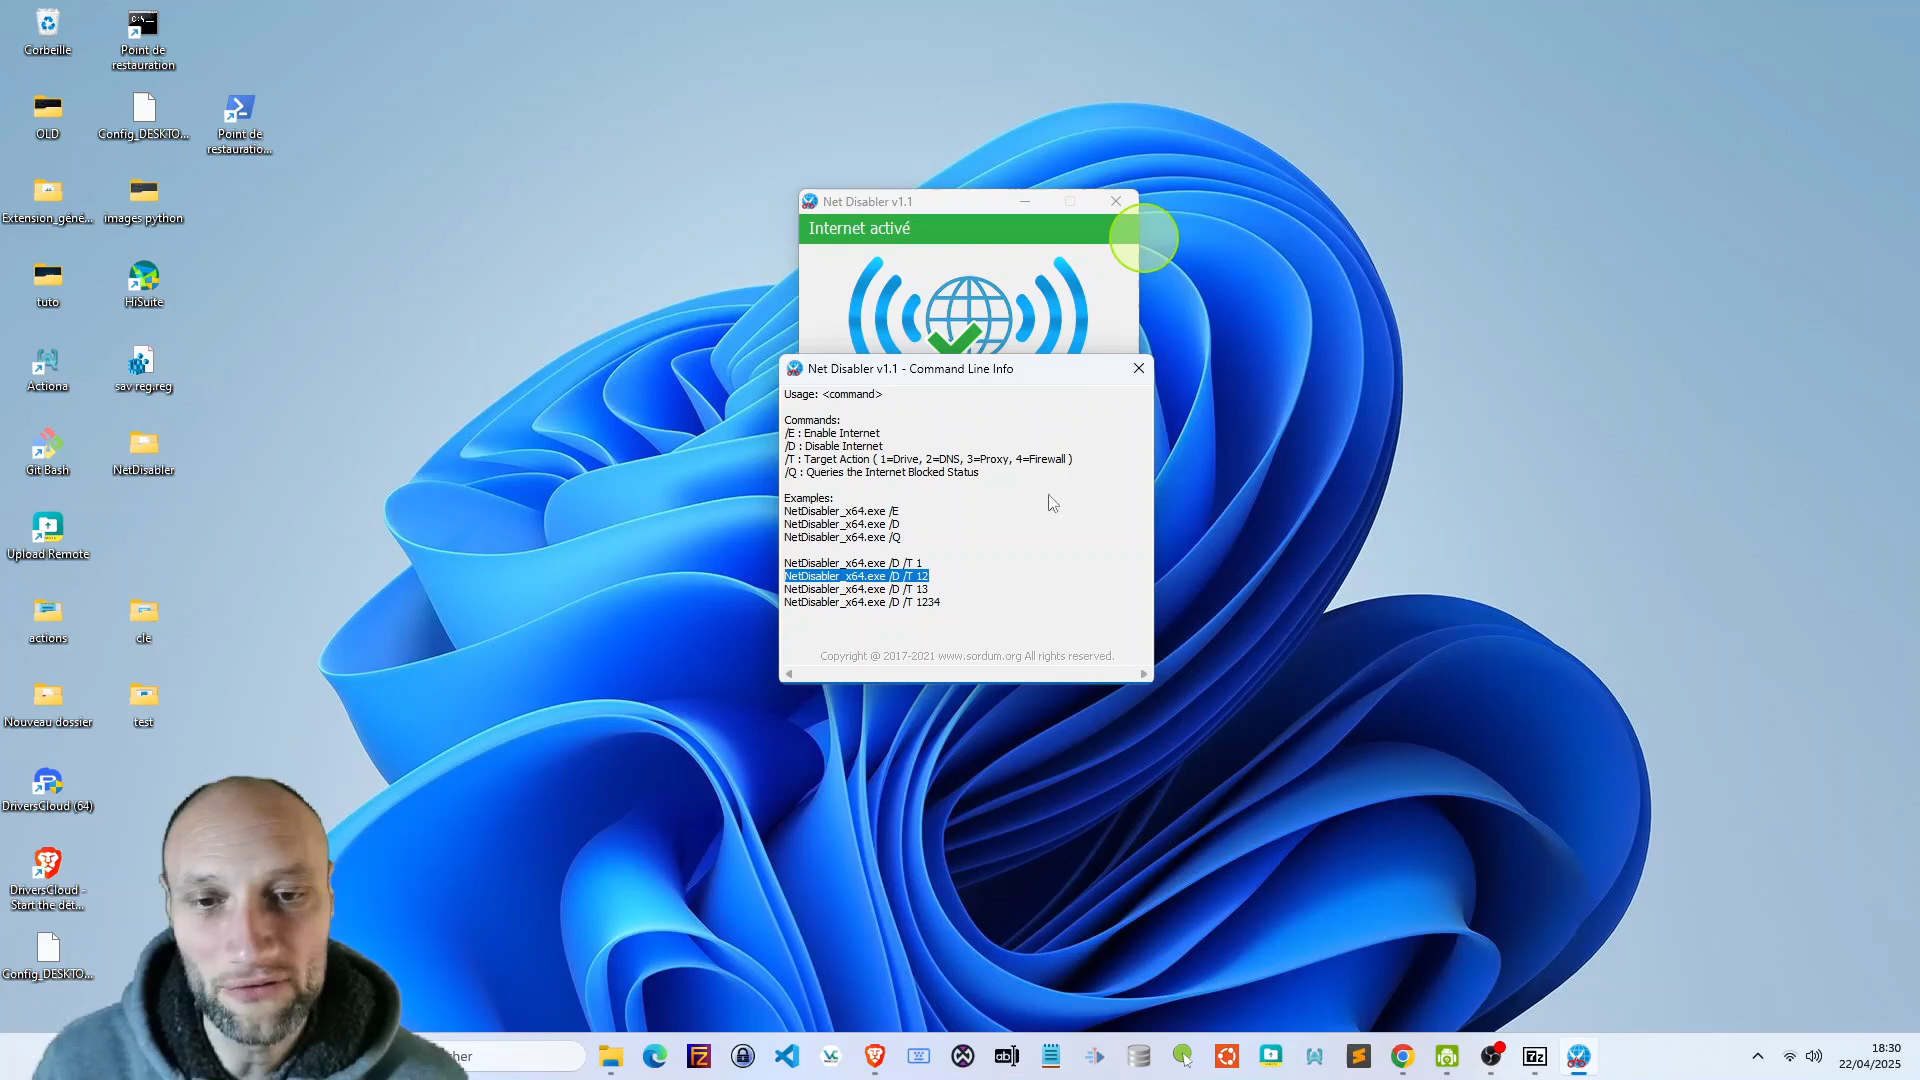 Corbeille
Point de
restauration
OLD
Config_DESKTO...
Point de
restauratio...
Extension_géné...
images python
tuto
HiSuite
Actiona
sav reg.reg
Git Bash
NetDisabler
Upload Remote
actions
cle
Nouveau dossier
test
DriversCloud (64)
DriversCloud -
Start the det...
Config_DESKTO...
Net Disabler v1.1
Internet activé
Net Disabler v1.1 - Command Line Info
Usage: <command>
Commands:
/E : Enable Internet
/D : Disable Internet
/T : Target Action ( 1=Drive, 2=DNS, 3=Proxy, 4=Firewall )
/Q : Queries the Internet Blocked Status
Examples:
NetDisabler_x64.exe /E
NetDisabler_x64.exe /D
NetDisabler_x64.exe /Q
NetDisabler_x64.exe /D /T 1
NetDisabler_x64.exe /D /T 12
NetDisabler_x64.exe /D /T 13
NetDisabler_x64.exe /D /T 1234
Copyright @ 2017-2021 www.sordum.org All rights reserved.
18:30
22/04/2025